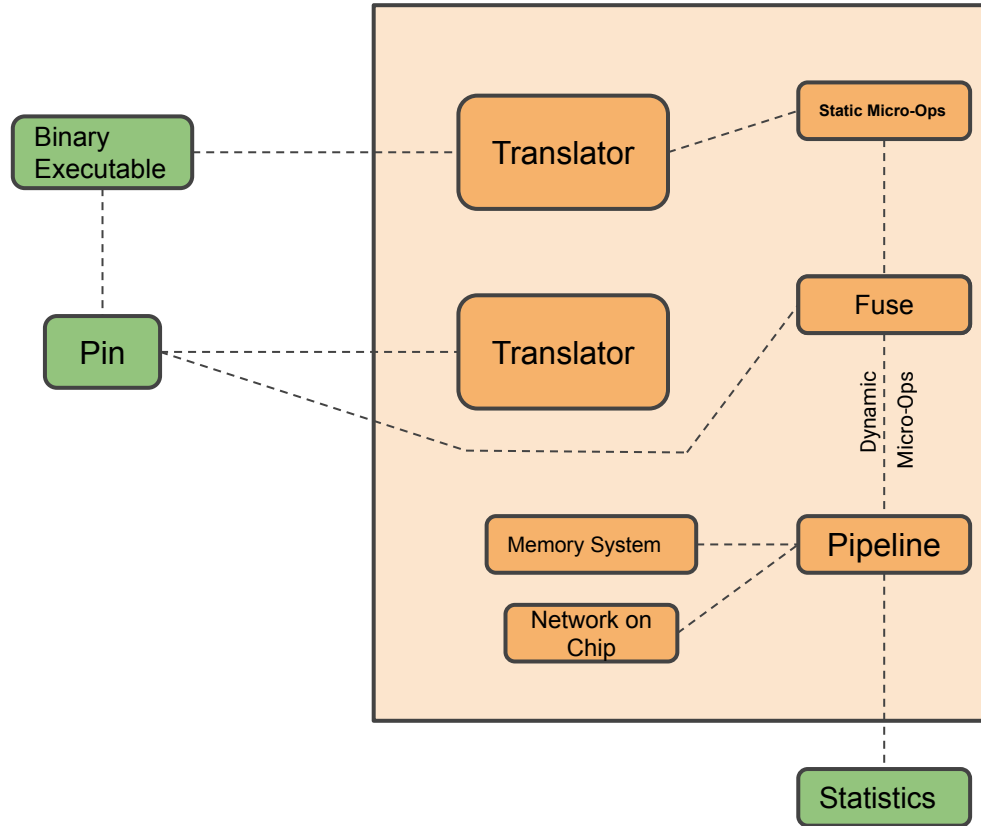 Static Micro-Ops
Binary
Executable
Translator
Fuse
Pin
Translator
Dynamic
Micro-Ops
Memory System
Pipeline
Network on
Chip
Statistics